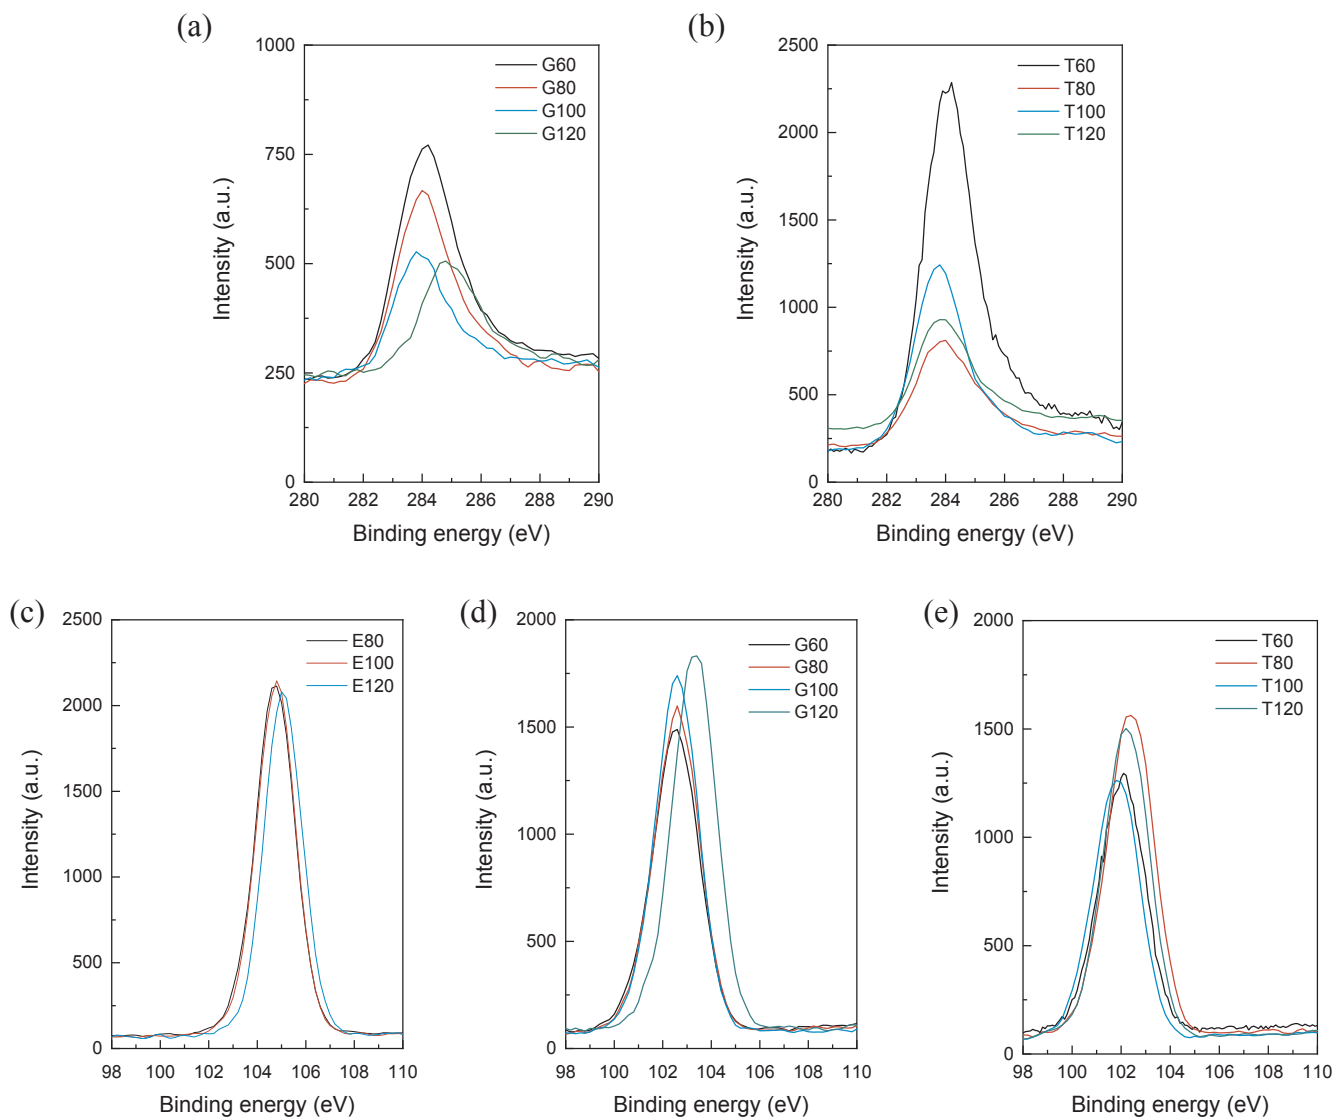 (a)
1000
750
500
250
0
Intensity (a.u.)
G60
G80
G100
G120
280 282 284 286 288 290
Binding energy (eV)
(b)
2500
2000
1500
1000
500
0
Intensity (a.u.)
T60
T80
T100
T120
280 282 284 286 288 290
Binding energy (eV)
(c)
2500
2000
1500
1000
500
0
Intensity (a.u.)
E80
E100
E120
98 100 102 104 106 108 110
Binding energy (eV)
(d)
2000
1500
1000
500
0
Intensity (a.u.)
G60
G80
G100
G120
98 100 102 104 106 108 110
Binding energy (eV)
(e)
2000
1500
1000
500
0
Intensity (a.u.)
T60
T80
T100
T120
98 100 102 104 106 108 110
Binding energy (eV)